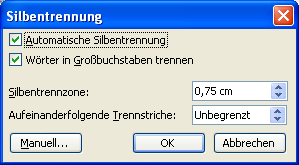 Silbentrennung
Automatische Silbentrennung
Wörter in Großbuchstaben trennen
Silbentrennzone: 0,75 cm
Aufeinanderfolgende Trennstriche: Unbegrenzt
Manuell... OK Abbrechen